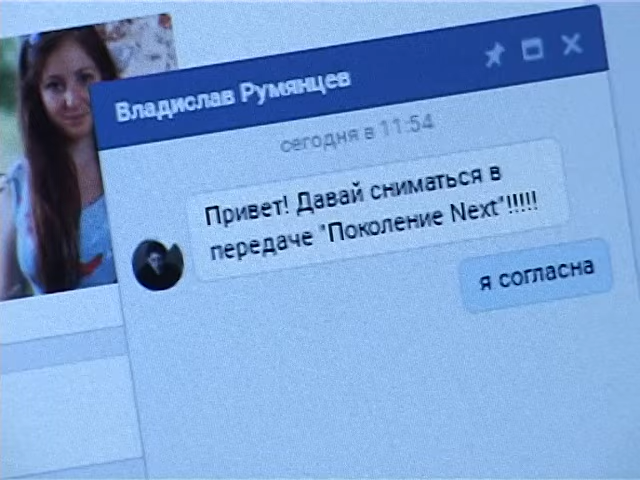 Владислав Румянцев
сегодня в 11:54
Привет! Давай сниматься в
передаче "Поколение Next"!!!!!
я согласна